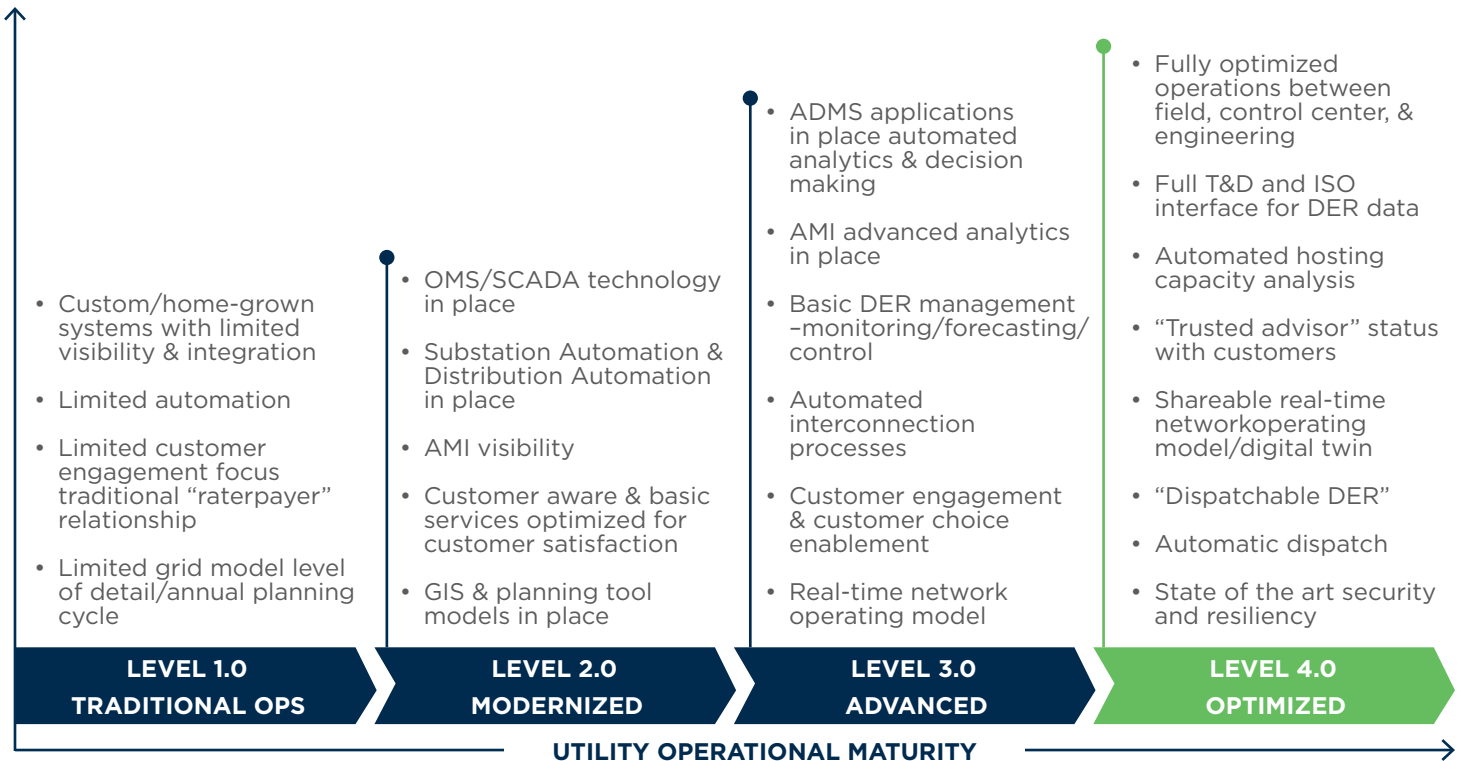 • Custom/home-grown
systems with limited
visibility & integration
• Limited automation
• Limited customer
engagement focus
traditional “raterpayer”
relationship
• Limited grid model level
of detail/annual planning
cycle
LEVEL 1.0
TRADITIONAL OPS
• OMS/SCADA technology
in place
• Substation Automation &
Distribution Automation
in place
• AMI visibility
• Customer aware & basic
services optimized for
customer satisfaction
• GIS & planning tool
models in place
LEVEL 2.0
MODERNIZED
• ADMS applications
in place automated
analytics & decision
making
• AMI advanced analytics
in place
• Basic DER management
–monitoring/forecasting/
control
• Automated
interconnection
processes
• Customer engagement
& customer choice
enablement
• Real-time network
operating model
LEVEL 3.0
ADVANCED
• Fully optimized
operations between
field, control center, &
engineering
• Full T&D and ISO
interface for DER data
• Automated hosting
capacity analysis
• “Trusted advisor” status
with customers
• Shareable real-time
networkoperating
model/digital twin
• “Dispatchable DER”
• Automatic dispatch
• State of the art security
and resiliency
LEVEL 4.0
OPTIMIZED
UTILITY OPERATIONAL MATURITY